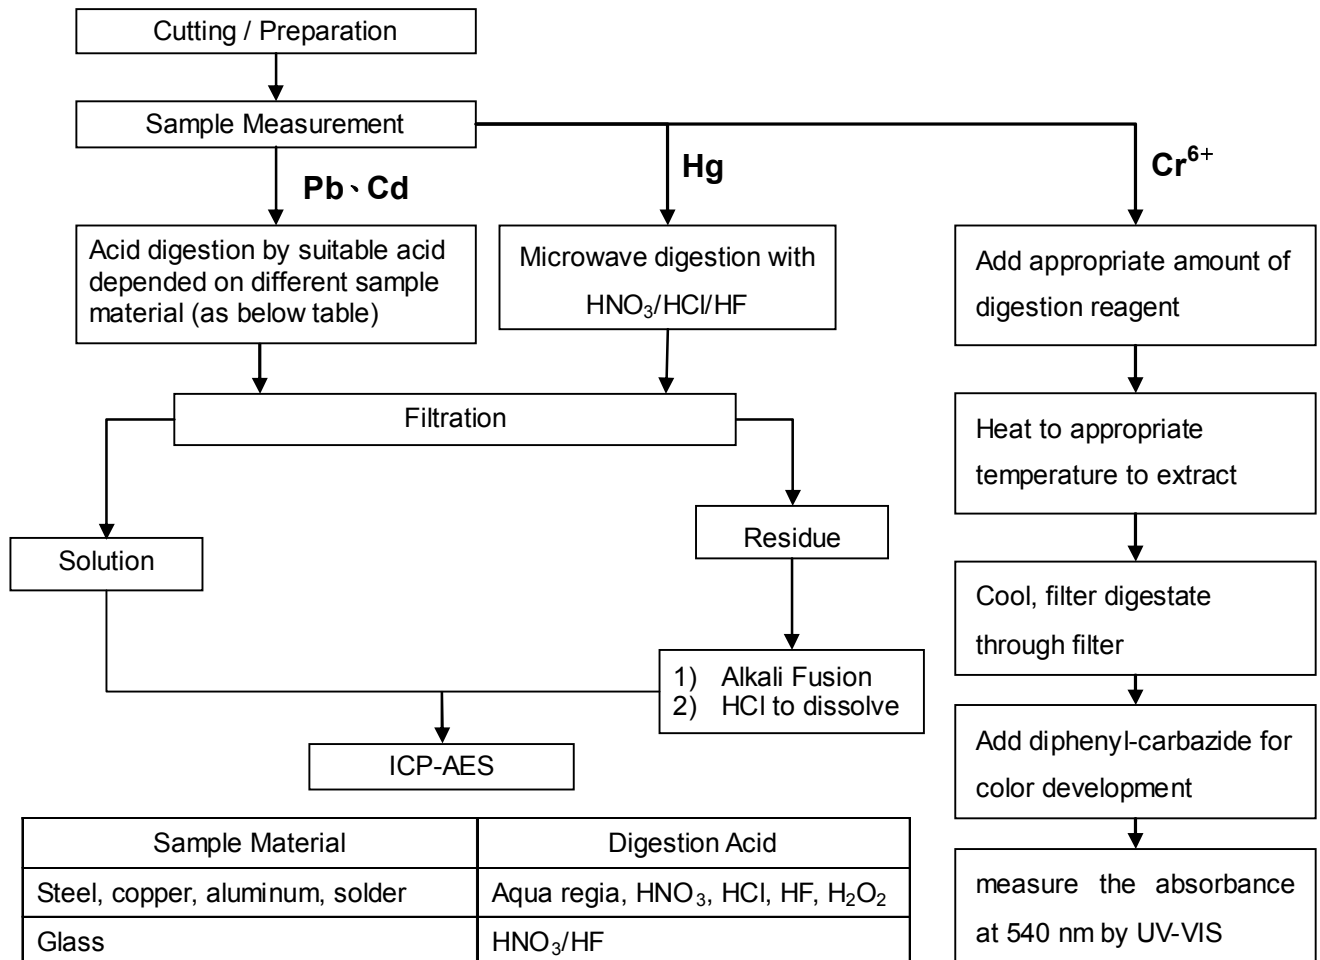 Cutting / Preparation
Sample Measurement
Pb、Cd
Hg
Cr⁶⁺
Acid digestion by suitable acid
depended on different sample
material (as below table)
Microwave digestion with
HNO₃/HCl/HF
Add appropriate amount of
digestion reagent
Filtration
Heat to appropriate
temperature to extract
Solution
Residue
Cool, filter digestate
through filter
1) Alkali Fusion
2) HCl to dissolve
ICP-AES
Add diphenyl-carbazide for
color development
measure the absorbance
at 540 nm by UV-VIS
Sample Material Digestion Acid
Steel, copper, aluminum, solder Aqua regia, HNO₃, HCl, HF, H₂O₂
Glass HNO₃/HF